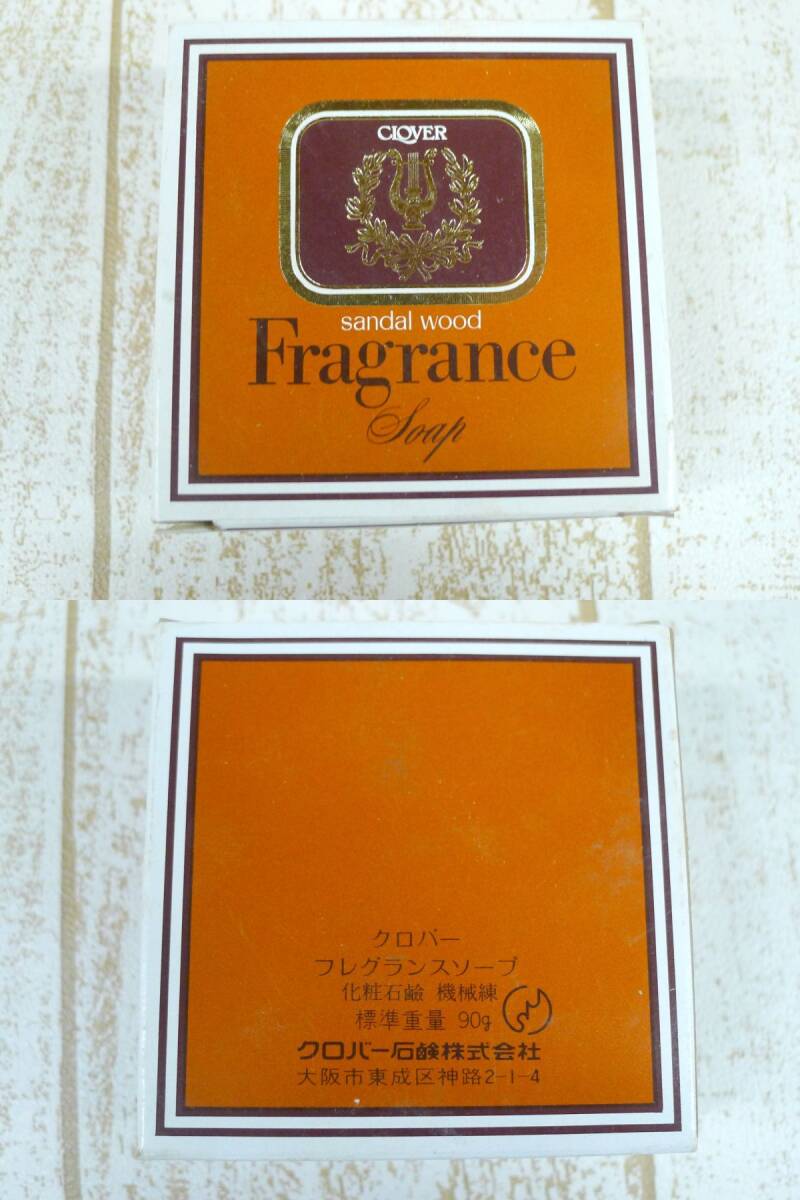 CLOVER
sandal wood
Fragrance
Soap
クロバー
フレグランスソープ
化粧石鹼 機械練
標準重量 90g
クロバー石鹼株式会社
大阪市東成区神路2-1-4